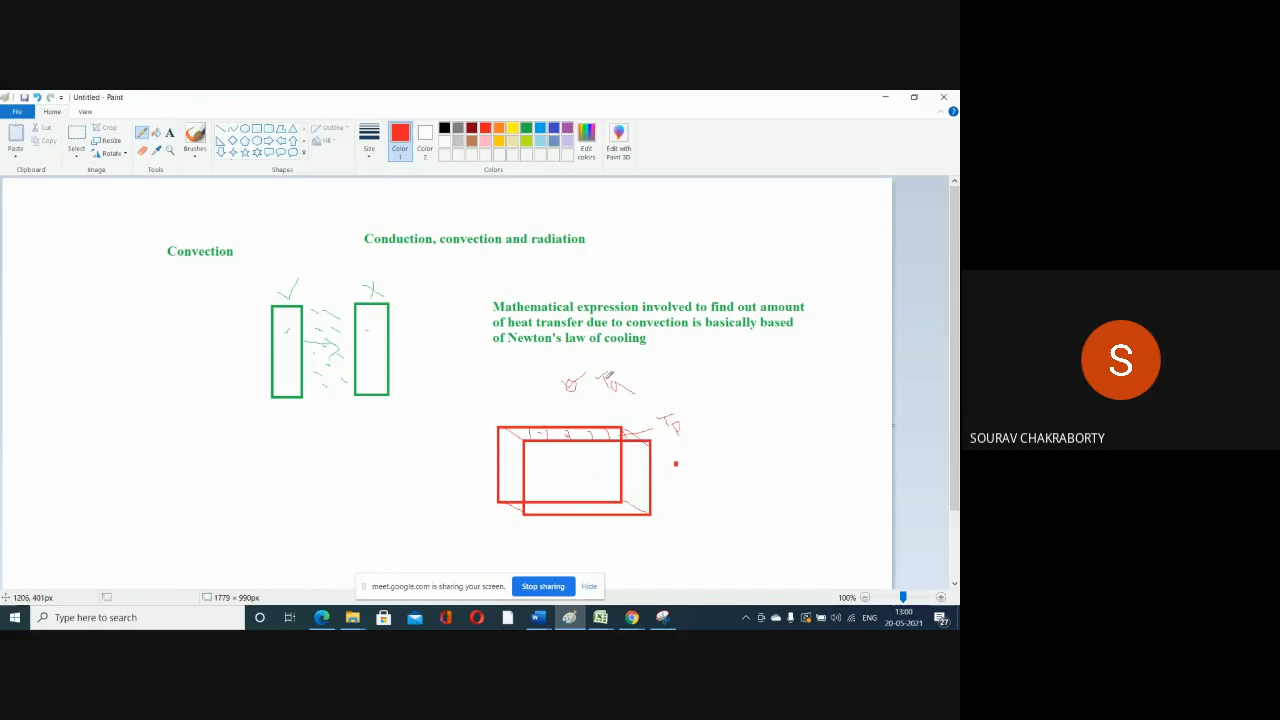 Untitled - Paint
File
Home
View
Paste
Cut
Copy
Clipboard
Select
Crop
Resize
Rotate
Image
Tools
Brushes
Outline
Fill
Shapes
Size
Color 1
Color 2
Edit colors
Edit with Paint 3D
Colors
Conduction, convection and radiation
Convection
Mathematical expression involved to find out amount
of heat transfer due to convection is basically based
of Newton's law of cooling
Ta
Tp
S
SOURAV CHAKRABORTY
meet.google.com is sharing your screen.
Stop sharing
Hide
1206, 401px
1779 × 990px
100%
Type here to search
ENG
13:00
20-05-2021
27